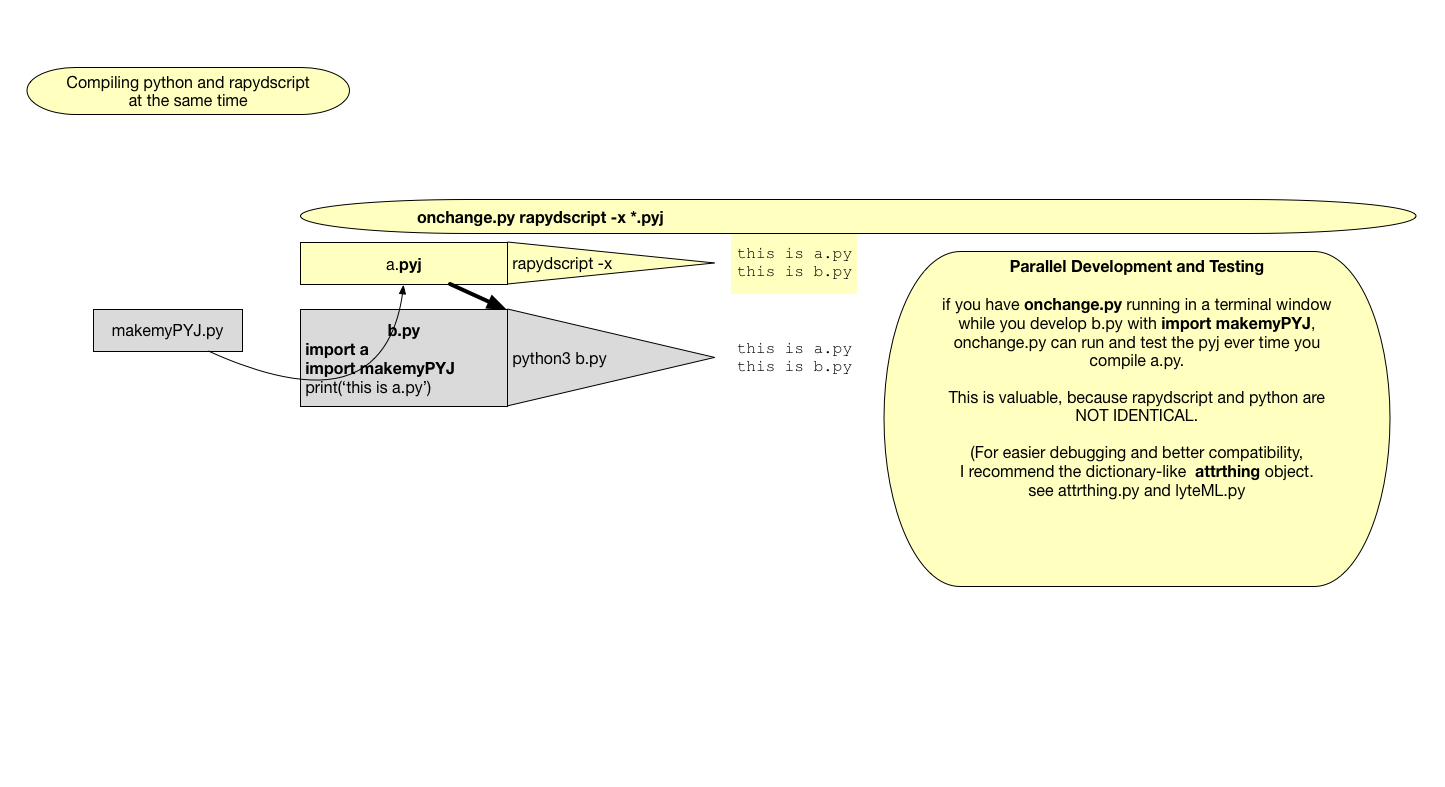 Compiling python and rapydscript
at the same time
onchange.py rapydscript -x *.pyj
a.pyj
rapydscript -x
this is a.py
this is b.py
makemyPYJ.py
b.py
import a
import makemyPYJ
print(‘this is a.py’)
python3 b.py
this is a.py
this is b.py
Parallel Development and Testing
if you have onchange.py running in a terminal window
while you develop b.py with import makemyPYJ,
onchange.py can run and test the pyj ever time you
compile a.py.
This is valuable, because rapydscript and python are
NOT IDENTICAL.
(For easier debugging and better compatibility,
I recommend the dictionary-like attrthing object.
see attrthing.py and lyteML.py